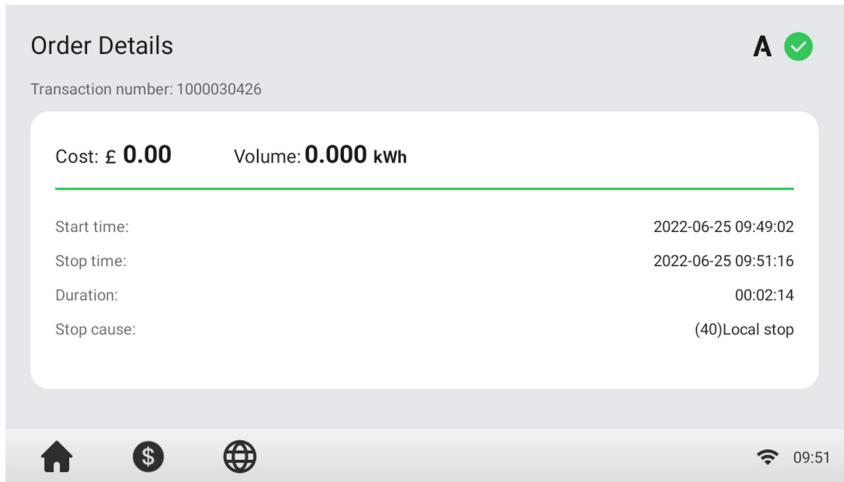 Order Details
A
Transaction number: 1000030426
Cost: £ 0.00 Volume: 0.000 kWh
Start time: 2022-06-25 09:49:02
Stop time: 2022-06-25 09:51:16
Duration: 00:02:14
Stop cause: (40)Local stop
$ 09:51